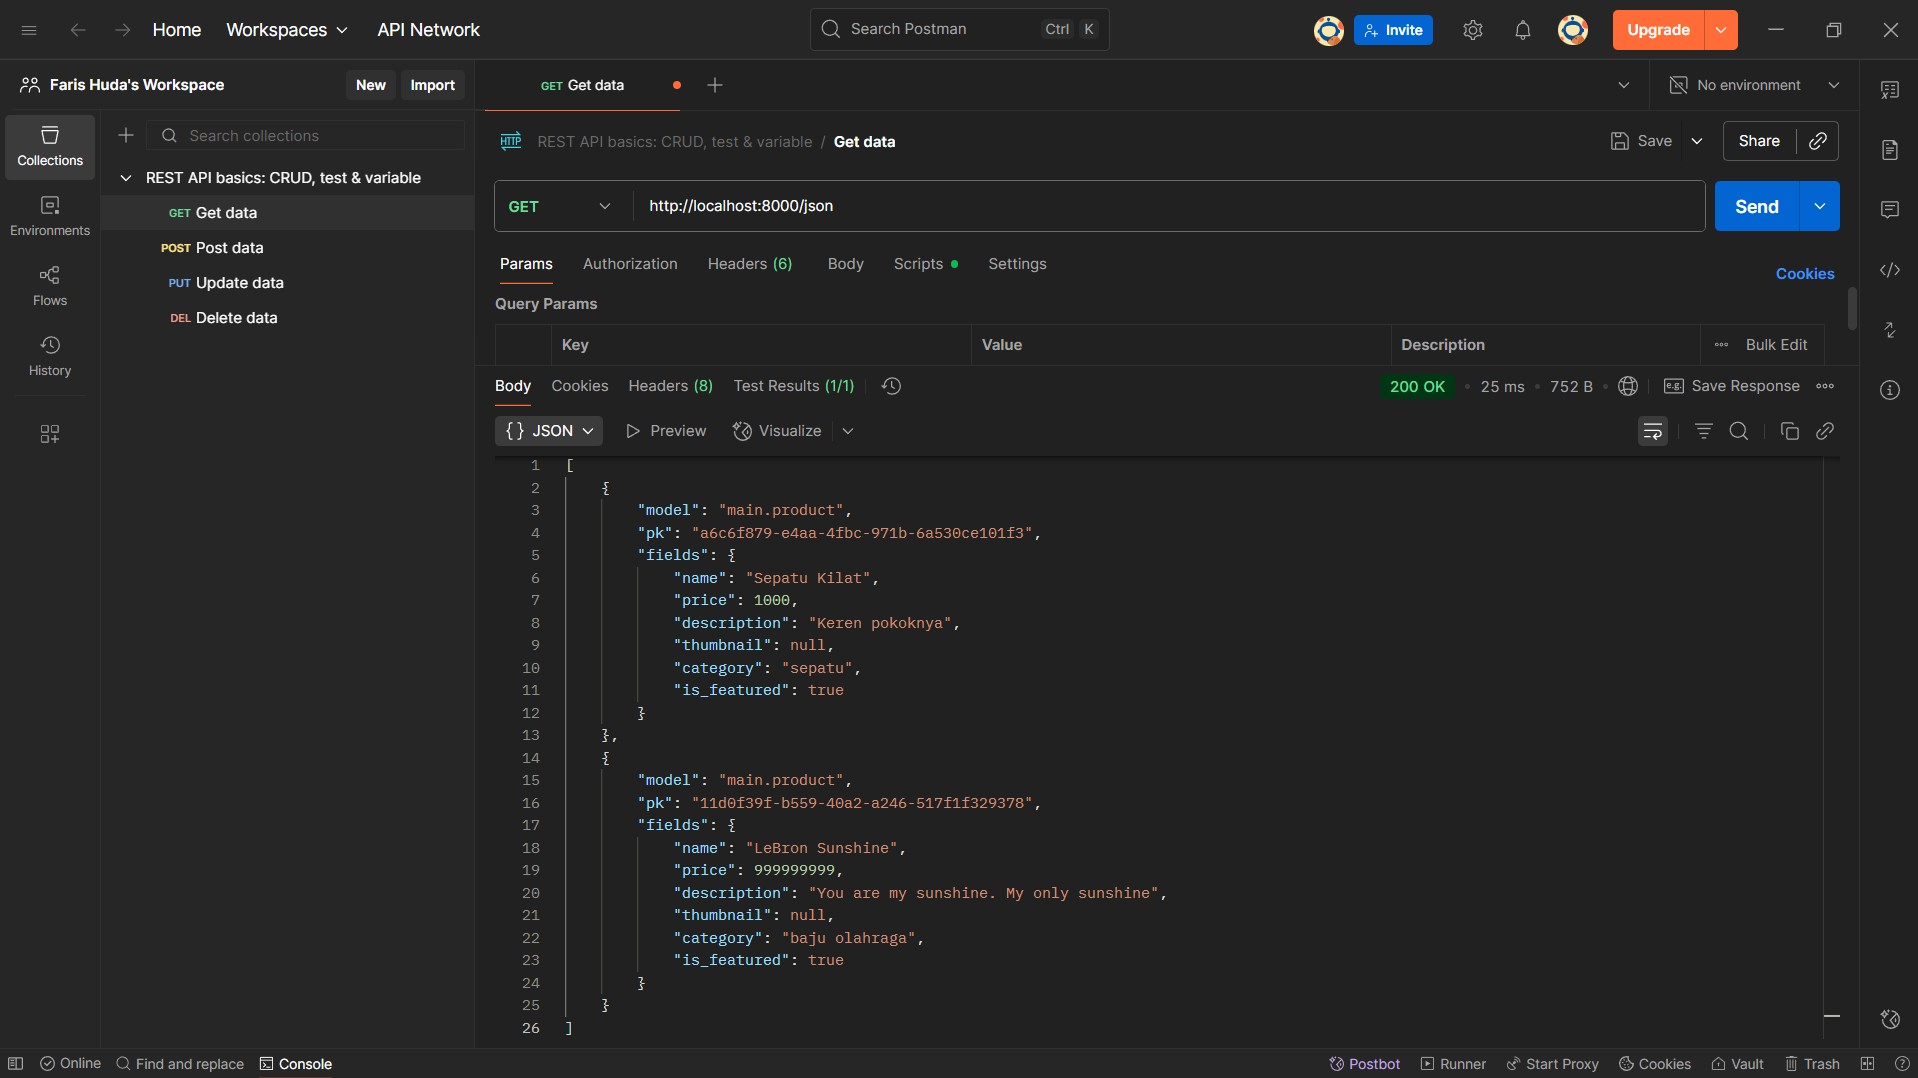 Home Workspaces API Network Search Postman Ctrl K Invite Upgrade
Faris Huda's Workspace New Import GET Get data No environment
Collections
Environments
Flows
History
Search collections
REST API basics: CRUD, test & variable
GET Get data
POST Post data
PUT Update data
DEL Delete data
HTTP REST API basics: CRUD, test & variable / Get data Save Share
GET http://localhost:8000/json Send
Params Authorization Headers (6) Body Scripts Settings Cookies
Query Params
Key Value Description Bulk Edit
Body Cookies Headers (8) Test Results (1/1) 200 OK 25 ms 752 B e.g. Save Response
{} JSON Preview Visualize
1 [
2 {
3 "model": "main.product",
4 "pk": "a6c6f879-e4aa-4fbc-971b-6a530ce101f3",
5 "fields": {
6 "name": "Sepatu Kilat",
7 "price": 1000,
8 "description": "Keren pokoknya",
9 "thumbnail": null,
10 "category": "sepatu",
11 "is_featured": true
12 }
13 },
14 {
15 "model": "main.product",
16 "pk": "11d0f39f-b559-40a2-a246-517f1f329378",
17 "fields": {
18 "name": "LeBron Sunshine",
19 "price": 999999999,
20 "description": "You are my sunshine. My only sunshine",
21 "thumbnail": null,
22 "category": "baju olahraga",
23 "is_featured": true
24 }
25 }
26 ]
Online Find and replace Console Postbot Runner Start Proxy Cookies Vault Trash